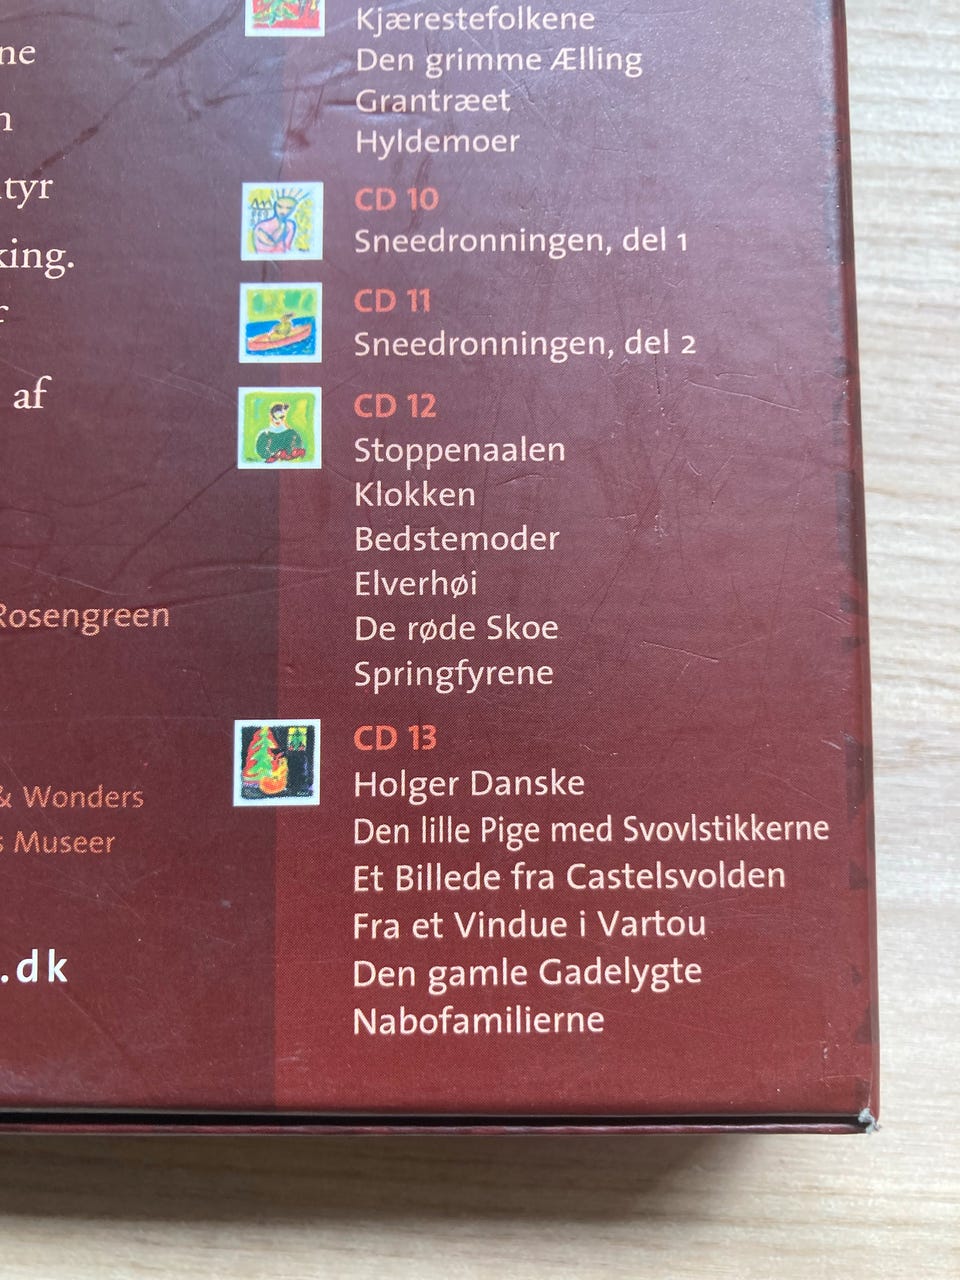 ne
n
tyr
king.
r
af
Rosengreen
& Wonders
s Museer
.dk
Kjærestefolkene
Den grimme Ælling
Grantræet
Hyldemoer
CD 10
Sneedronningen, del 1
CD 11
Sneedronningen, del 2
CD 12
Stoppenaalen
Klokken
Bedstemoder
Elverhøi
De røde Skoe
Springfyrene
CD 13
Holger Danske
Den lille Pige med Svovlstikkerne
Et Billede fra Castelsvolden
Fra et Vindue i Vartou
Den gamle Gadelygte
Nabofamilierne